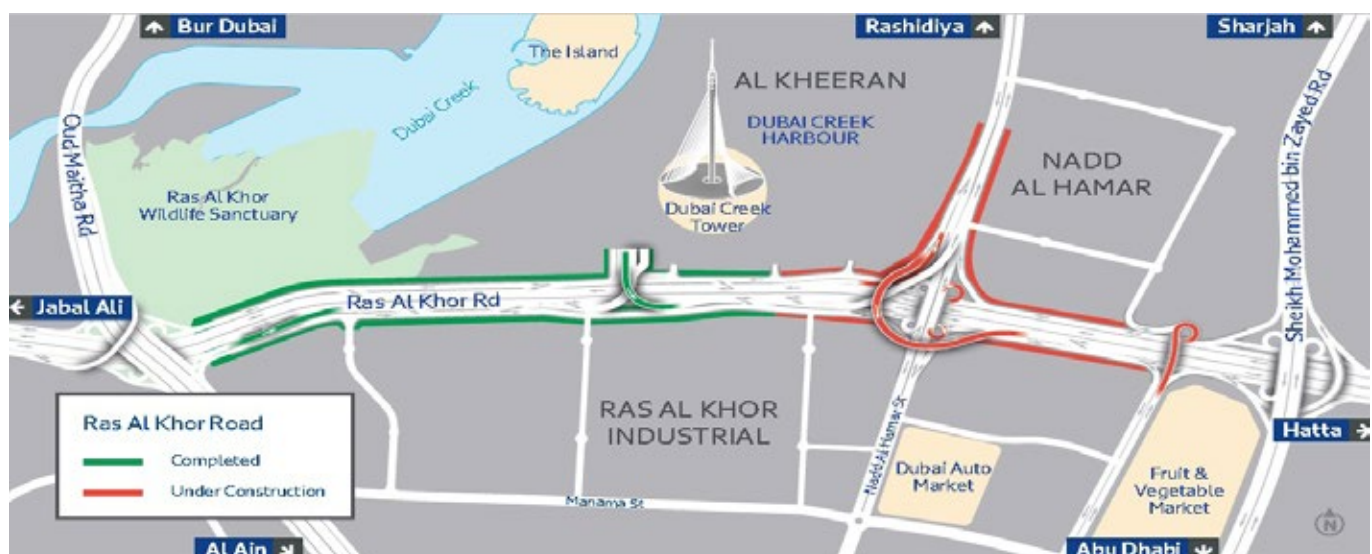 Bur Dubai
Rashidiya
Sharjah
The Island
Dubai Creek
AL KHEERAN
DUBAI CREEK
HARBOUR
Oud Maitha Rd
Sheikh Mohammed bin Zayed Rd
NADD
AL HAMAR
Ras Al Khor
Wildlife Sanctuary
Dubai Creek
Tower
Jabal Ali
Ras Al Khor Rd
RAS AL KHOR
INDUSTRIAL
Ras Al Khor Road
Completed
Under Construction
Nadd Al Hamar St
Hatta
Dubai Auto
Market
Fruit &
Vegetable
Market
Manama St
N
Al Ain
Abu Dhabi